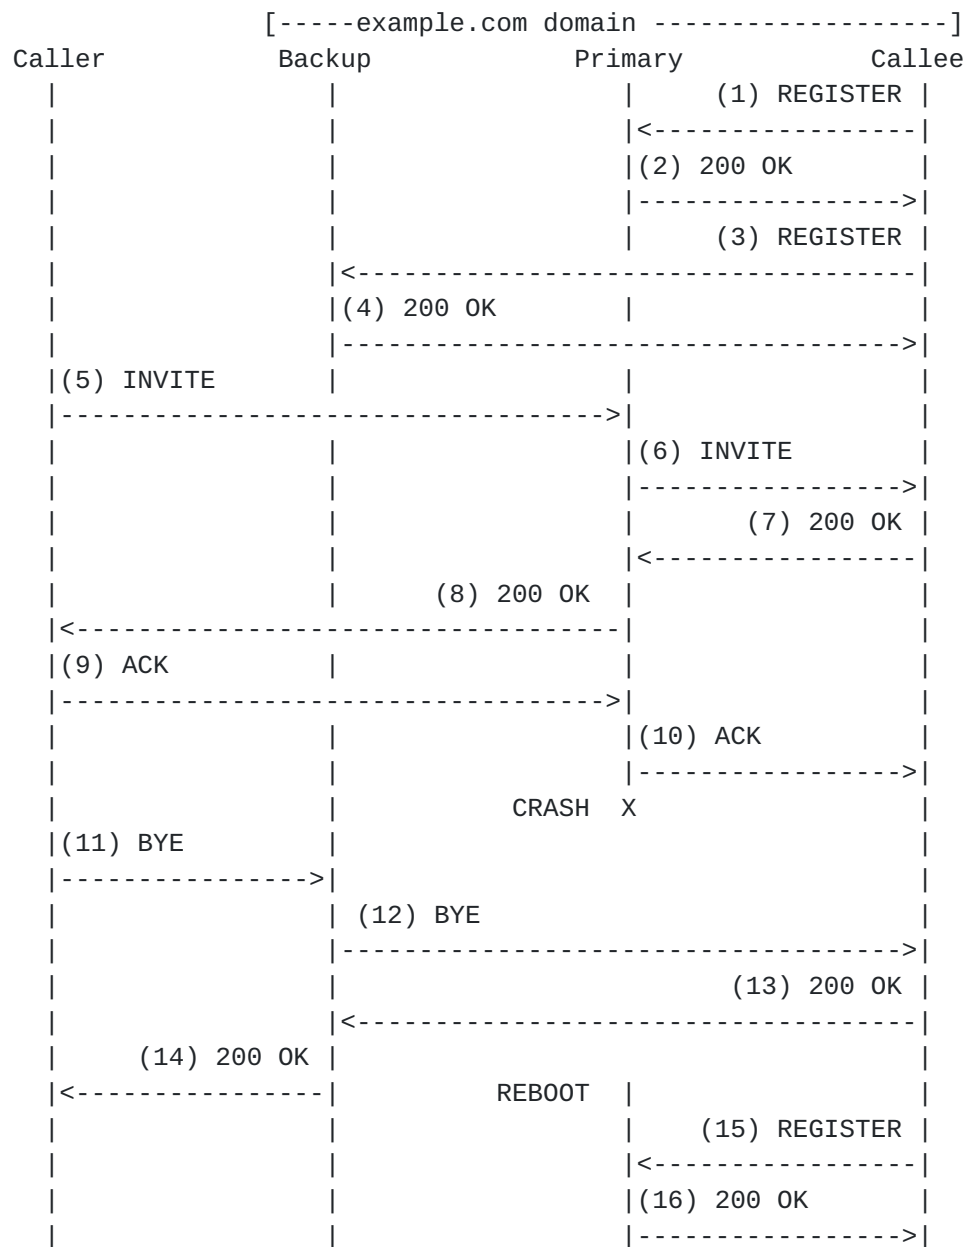 [-----example.com domain -------------------]
Caller           Backup             Primary            Callee
|                 |                  |     (1) REGISTER |
|                 |                  |<-----------------|
|                 |                  |(2) 200 OK        |
|                 |                  |----------------->|
|                 |                  |     (3) REGISTER |
|                 |<------------------------------------|
|                 |(4) 200 OK        |                  |
|                 |------------------------------------>|
|(5) INVITE       |                  |                  |
|----------------------------------->|                  |
|                 |                  |(6) INVITE        |
|                 |                  |----------------->|
|                 |                  |       (7) 200 OK |
|                 |                  |<-----------------|
|                 |      (8) 200 OK  |                  |
|<-----------------------------------|                  |
|(9) ACK          |                  |                  |
|----------------------------------->|                  |
|                 |                  |(10) ACK          |
|                 |                  |----------------->|
|                 |           CRASH  X                  |
|(11) BYE         |                                     |
|---------------->|                                     |
|                 | (12) BYE                            |
|                 |------------------------------------>|
|                 |                         (13) 200 OK |
|                 |<------------------------------------|
|     (14) 200 OK |                                     |
|<----------------|          REBOOT  |                  |
|                 |                  |    (15) REGISTER |
|                 |                  |<-----------------|
|                 |                  |(16) 200 OK       |
|                 |                  |----------------->|